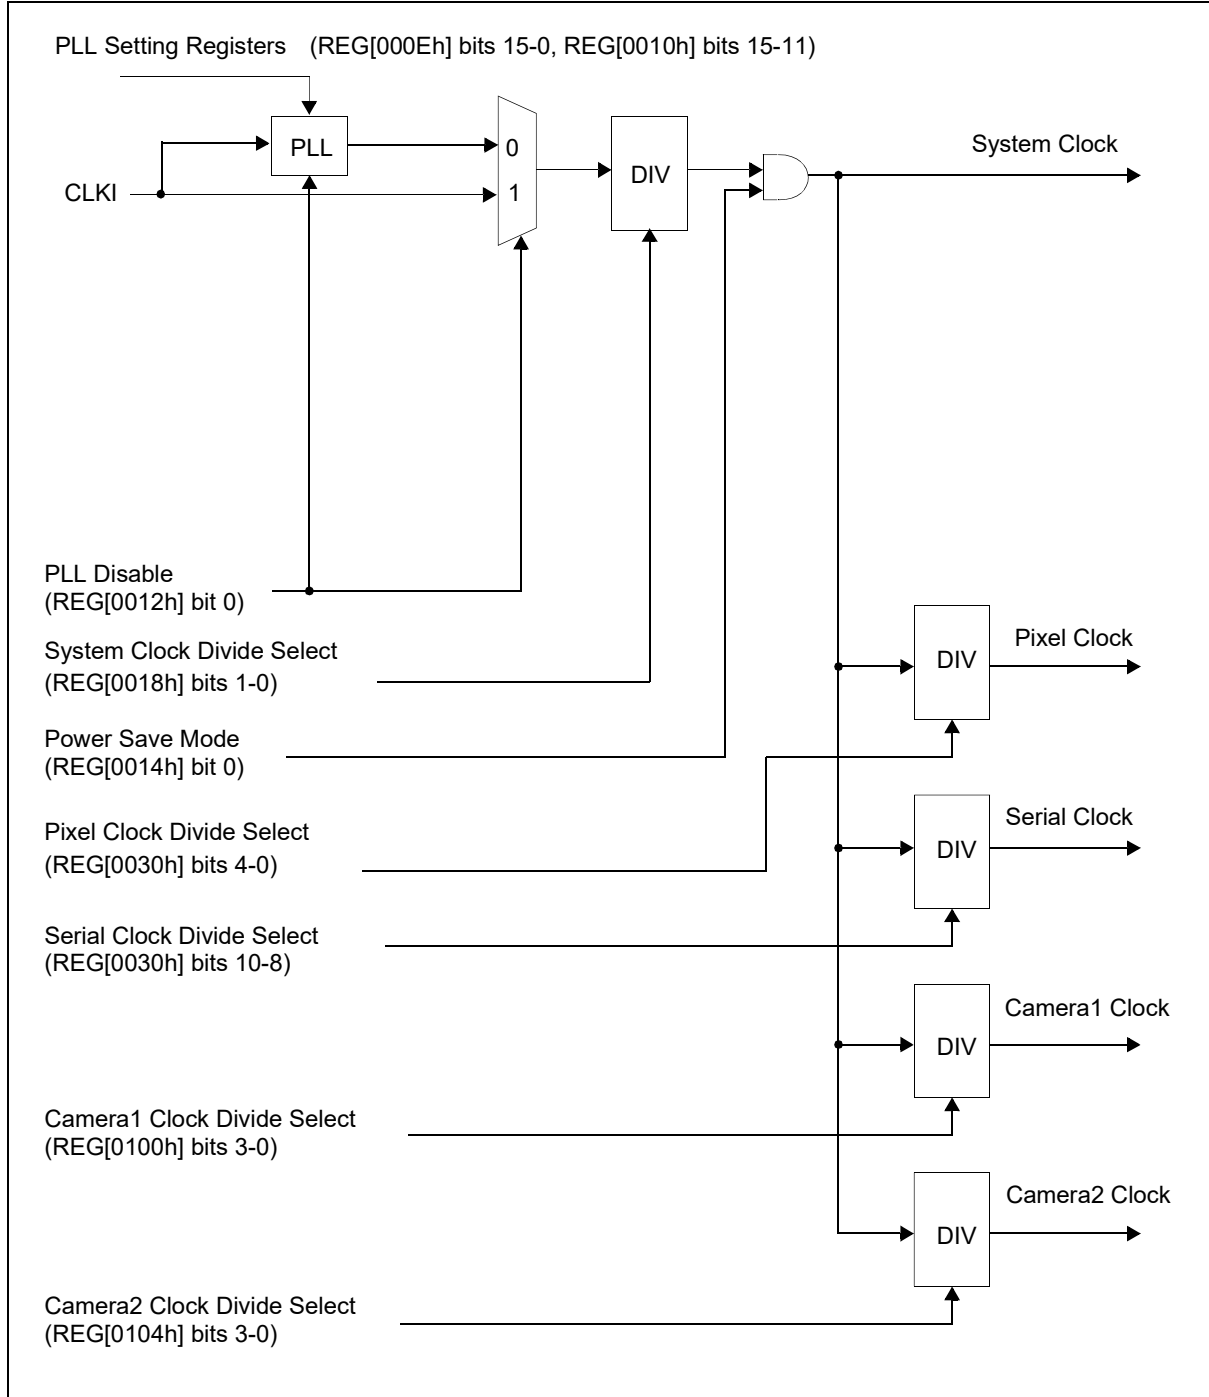 PLL Setting Registers (REG[000Eh] bits 15-0, REG[0010h] bits 15-11)
PLL
0
DIV
System Clock
CLKI
1
PLL Disable
(REG[0012h] bit 0)
System Clock Divide Select
(REG[0018h] bits 1-0)
DIV
Pixel Clock
Power Save Mode
(REG[0014h] bit 0)
Pixel Clock Divide Select
(REG[0030h] bits 4-0)
DIV
Serial Clock
Serial Clock Divide Select
(REG[0030h] bits 10-8)
DIV
Camera1 Clock
Camera1 Clock Divide Select
(REG[0100h] bits 3-0)
DIV
Camera2 Clock
Camera2 Clock Divide Select
(REG[0104h] bits 3-0)